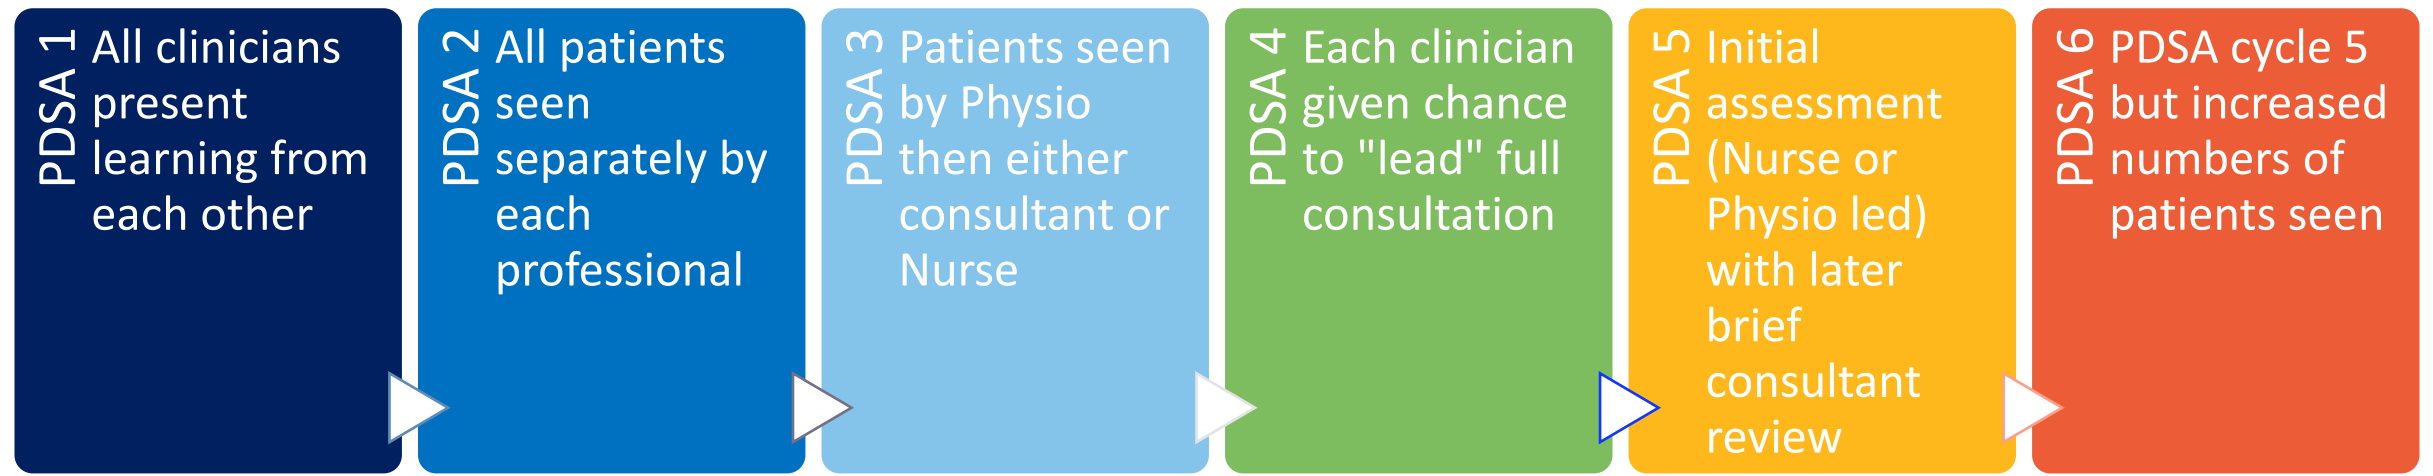 PDSA 1
All clinicians
present
learning from
each other
PDSA 2
All patients
seen
separately by
each
professional
PDSA 3
Patients seen
by Physio
then either
consultant or
Nurse
PDSA 4
Each clinician
given chance
to "lead" full
consultation
PDSA 5
Initial
assessment
(Nurse or
Physio led)
with later
brief
consultant
review
PDSA 6
PDSA cycle 5
but increased
numbers of
patients seen